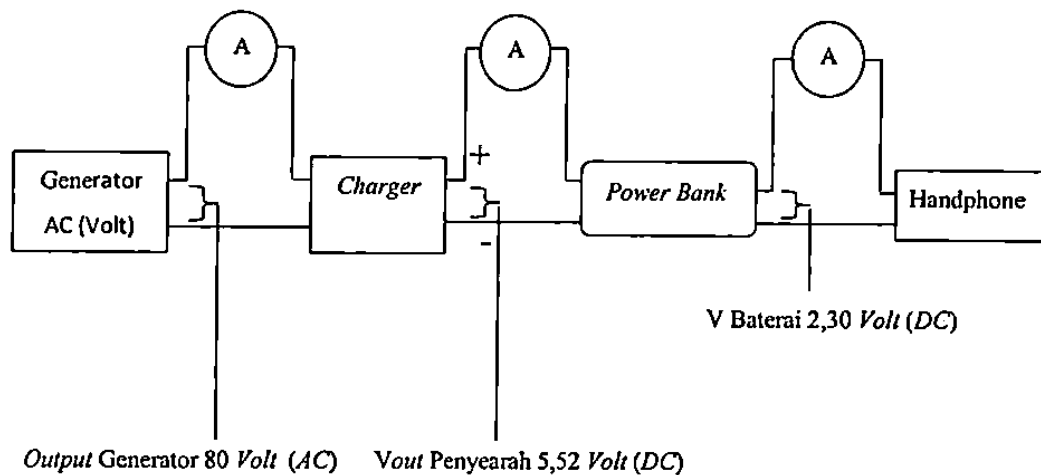 A
A
A
Generator
AC (Volt)
Charger
+
-
Power Bank
Handphone
V Baterai 2,30 Volt (DC)
Output Generator 80 Volt (AC)
Vout Penyearah 5,52 Volt (DC)